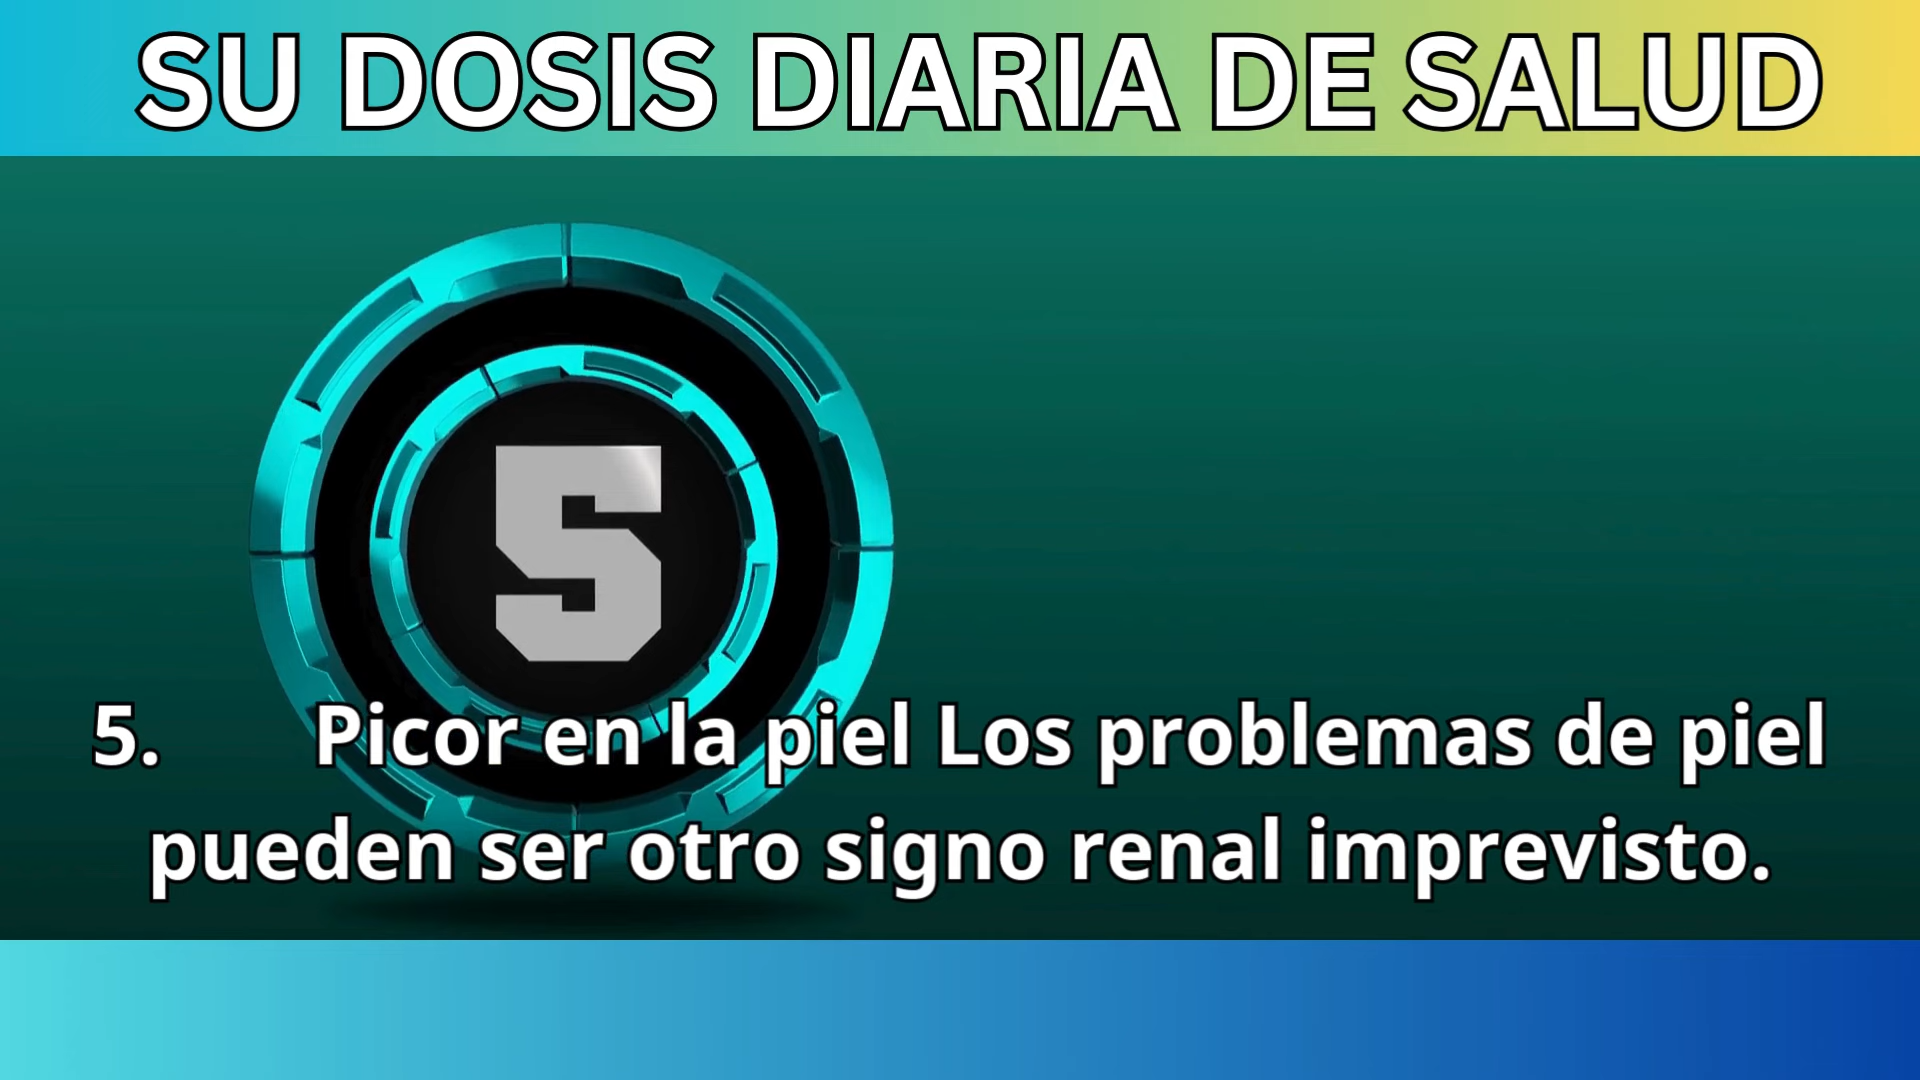 SU DOSIS DIARIA DE SALUD
5
5. Picor en la piel Los problemas de piel
pueden ser otro signo renal imprevisto.